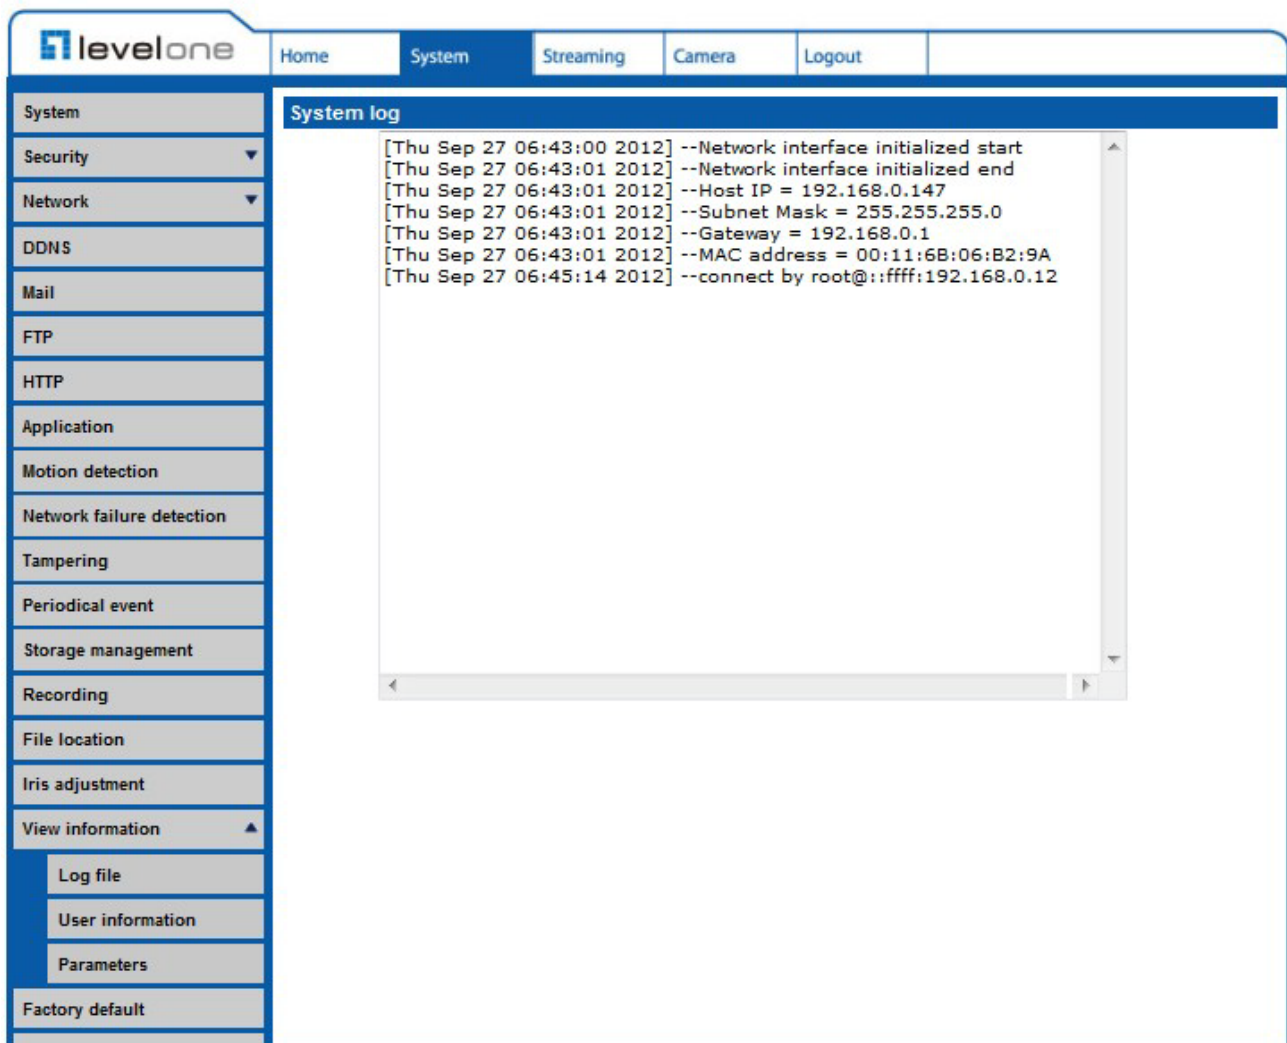 levelone
Home System Streaming Camera Logout
System
Security
Network
DDNS
Mail
FTP
HTTP
Application
Motion detection
Network failure detection
Tampering
Periodical event
Storage management
Recording
File location
Iris adjustment
View information
Log file
User information
Parameters
Factory default
System log
[Thu Sep 27 06:43:00 2012] --Network interface initialized start
[Thu Sep 27 06:43:01 2012] --Network interface initialized end
[Thu Sep 27 06:43:01 2012] --Host IP = 192.168.0.147
[Thu Sep 27 06:43:01 2012] --Subnet Mask = 255.255.255.0
[Thu Sep 27 06:43:01 2012] --Gateway = 192.168.0.1
[Thu Sep 27 06:43:01 2012] --MAC address = 00:11:6B:06:B2:9A
[Thu Sep 27 06:45:14 2012] --connect by root@::ffff:192.168.0.12